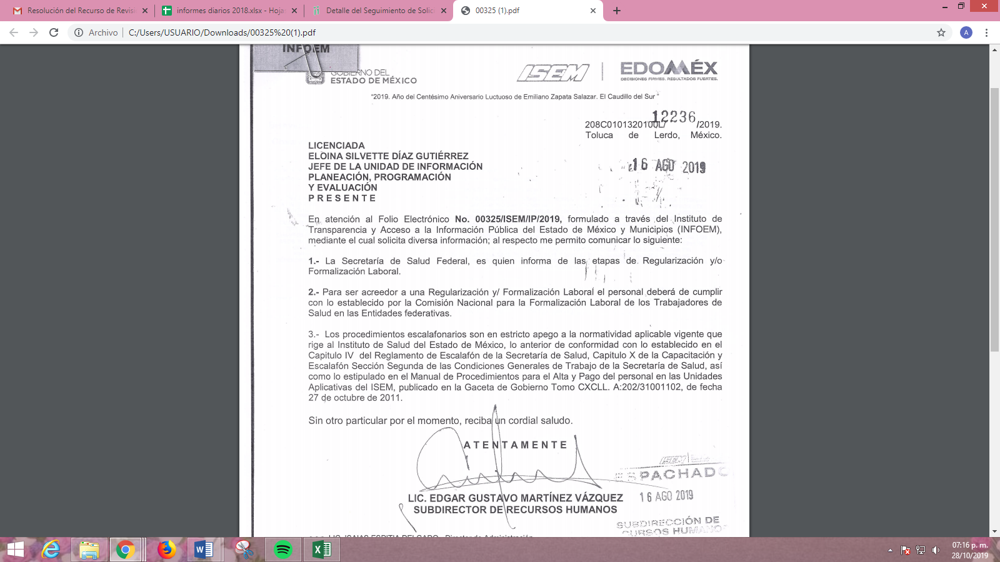 Resolución del Recurso de Revis
informes diarios 2018.xlsx - Hoja
Detalle del Seguimiento de Solic
00325 (1).pdf
Archivo
C:/Users/USUARIO/Downloads/00325%20(1).pdf
A
INFOEM
GOBIERNO DEL
ESTADO DE MÉXICO
ISEM
EDOMÉX
DECISIONES FIRMES. RESULTADOS FUERTES.
"2019. Año del Centésimo Aniversario Luctuoso de Emiliano Zapata Salazar. El Caudillo del Sur"
12236
208C0101320100L/ /2019.
Toluca de Lerdo, México.
LICENCIADA
ELOINA SILVETTE DÍAZ GUTIÉRREZ
JEFE DE LA UNIDAD DE INFORMACIÓN
PLANEACIÓN, PROGRAMACIÓN
Y EVALUACIÓN
P R E S E N T E
16 AGO 2019
En atención al Folio Electrónico No. 00325/ISEM/IP/2019, formulado a través del Instituto de
Transparencia y Acceso a la Información Pública del Estado de México y Municipios (INFOEM),
mediante el cual solicita diversa información; al respecto me permito comunicar lo siguiente:
1.- La Secretaría de Salud Federal, es quien informa de las etapas de Regularización y/o
Formalización Laboral.
2.- Para ser acreedor a una Regularización y/ Formalización Laboral el personal deberá de cumplir
con lo establecido por la Comisión Nacional para la Formalización Laboral de los Trabajadores de
Salud en las Entidades federativas.
3.- Los procedimientos escalafonarios son en estricto apego a la normatividad aplicable vigente que
rige al Instituto de Salud del Estado de México, lo anterior de conformidad con lo establecido en el
Capitulo IV del Reglamento de Escalafón de la Secretaría de Salud, Capitulo X de la Capacitación y
Escalafón Sección Segunda de las Condiciones Generales de Trabajo de la Secretaría de Salud, así
como lo estipulado en el Manual de Procedimientos para el Alta y Pago del personal en las Unidades
Aplicativas del ISEM, publicado en la Gaceta de Gobierno Tomo CXCLL. A:202/31001102, de fecha
27 de octubre de 2011.
Sin otro particular por el momento, reciba un cordial saludo.
A T E N T A M E N T E
LIC. EDGAR GUSTAVO MARTÍNEZ VÁZQUEZ
SUBDIRECTOR DE RECURSOS HUMANOS
ISEM
ESPACHADO
16 AGO 2019
SUBDIRECCIÓN DE
CURSOS HUMANO
c.c.p. LIC. ISAIAS ESPITIA DELGADO.- Director de Administración
07:16 p. m.
28/10/2019